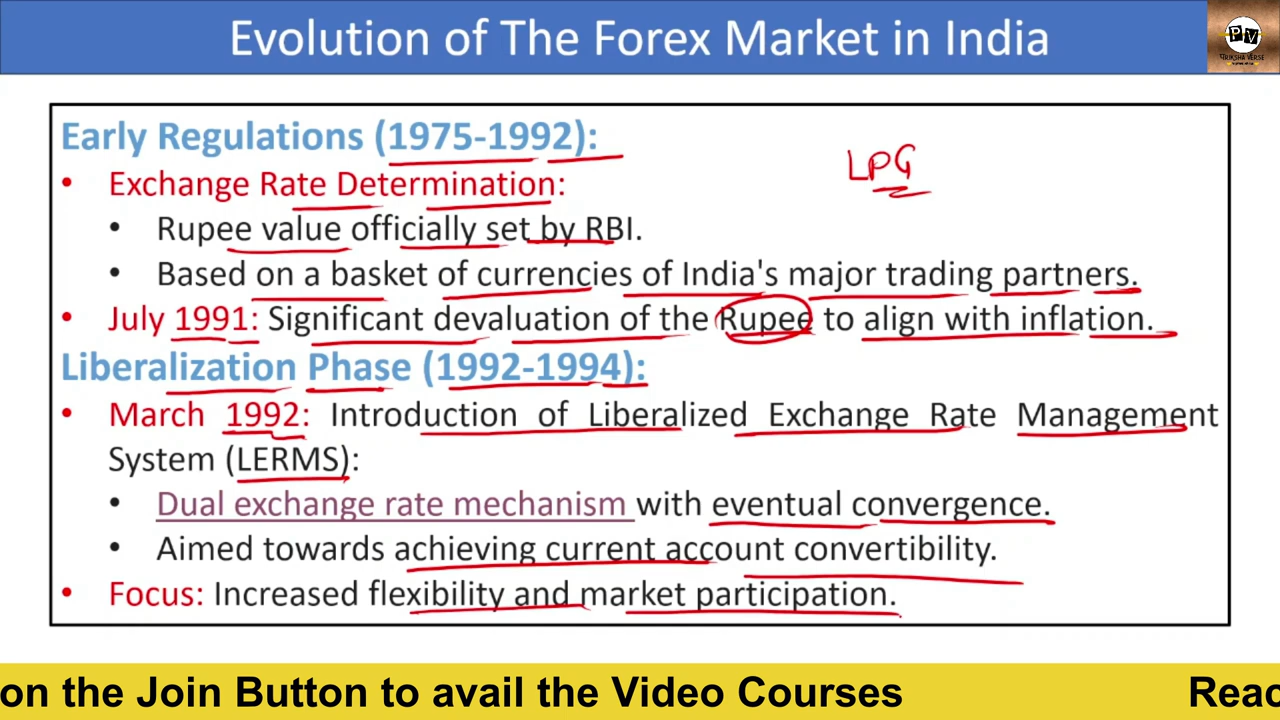 Evolution of The Forex Market in India
PV
Early Regulations (1975-1992):
LPG
• Exchange Rate Determination:
• Rupee value officially set by RBI.
• Based on a basket of currencies of India's major trading partners.
• July 1991: Significant devaluation of the Rupee to align with inflation.
Liberalization Phase (1992-1994):
• March 1992: Introduction of Liberalized Exchange Rate Management
System (LERMS):
• Dual exchange rate mechanism with eventual convergence.
• Aimed towards achieving current account convertibility.
• Focus: Increased flexibility and market participation.
on the Join Button to avail the Video Courses
Reac